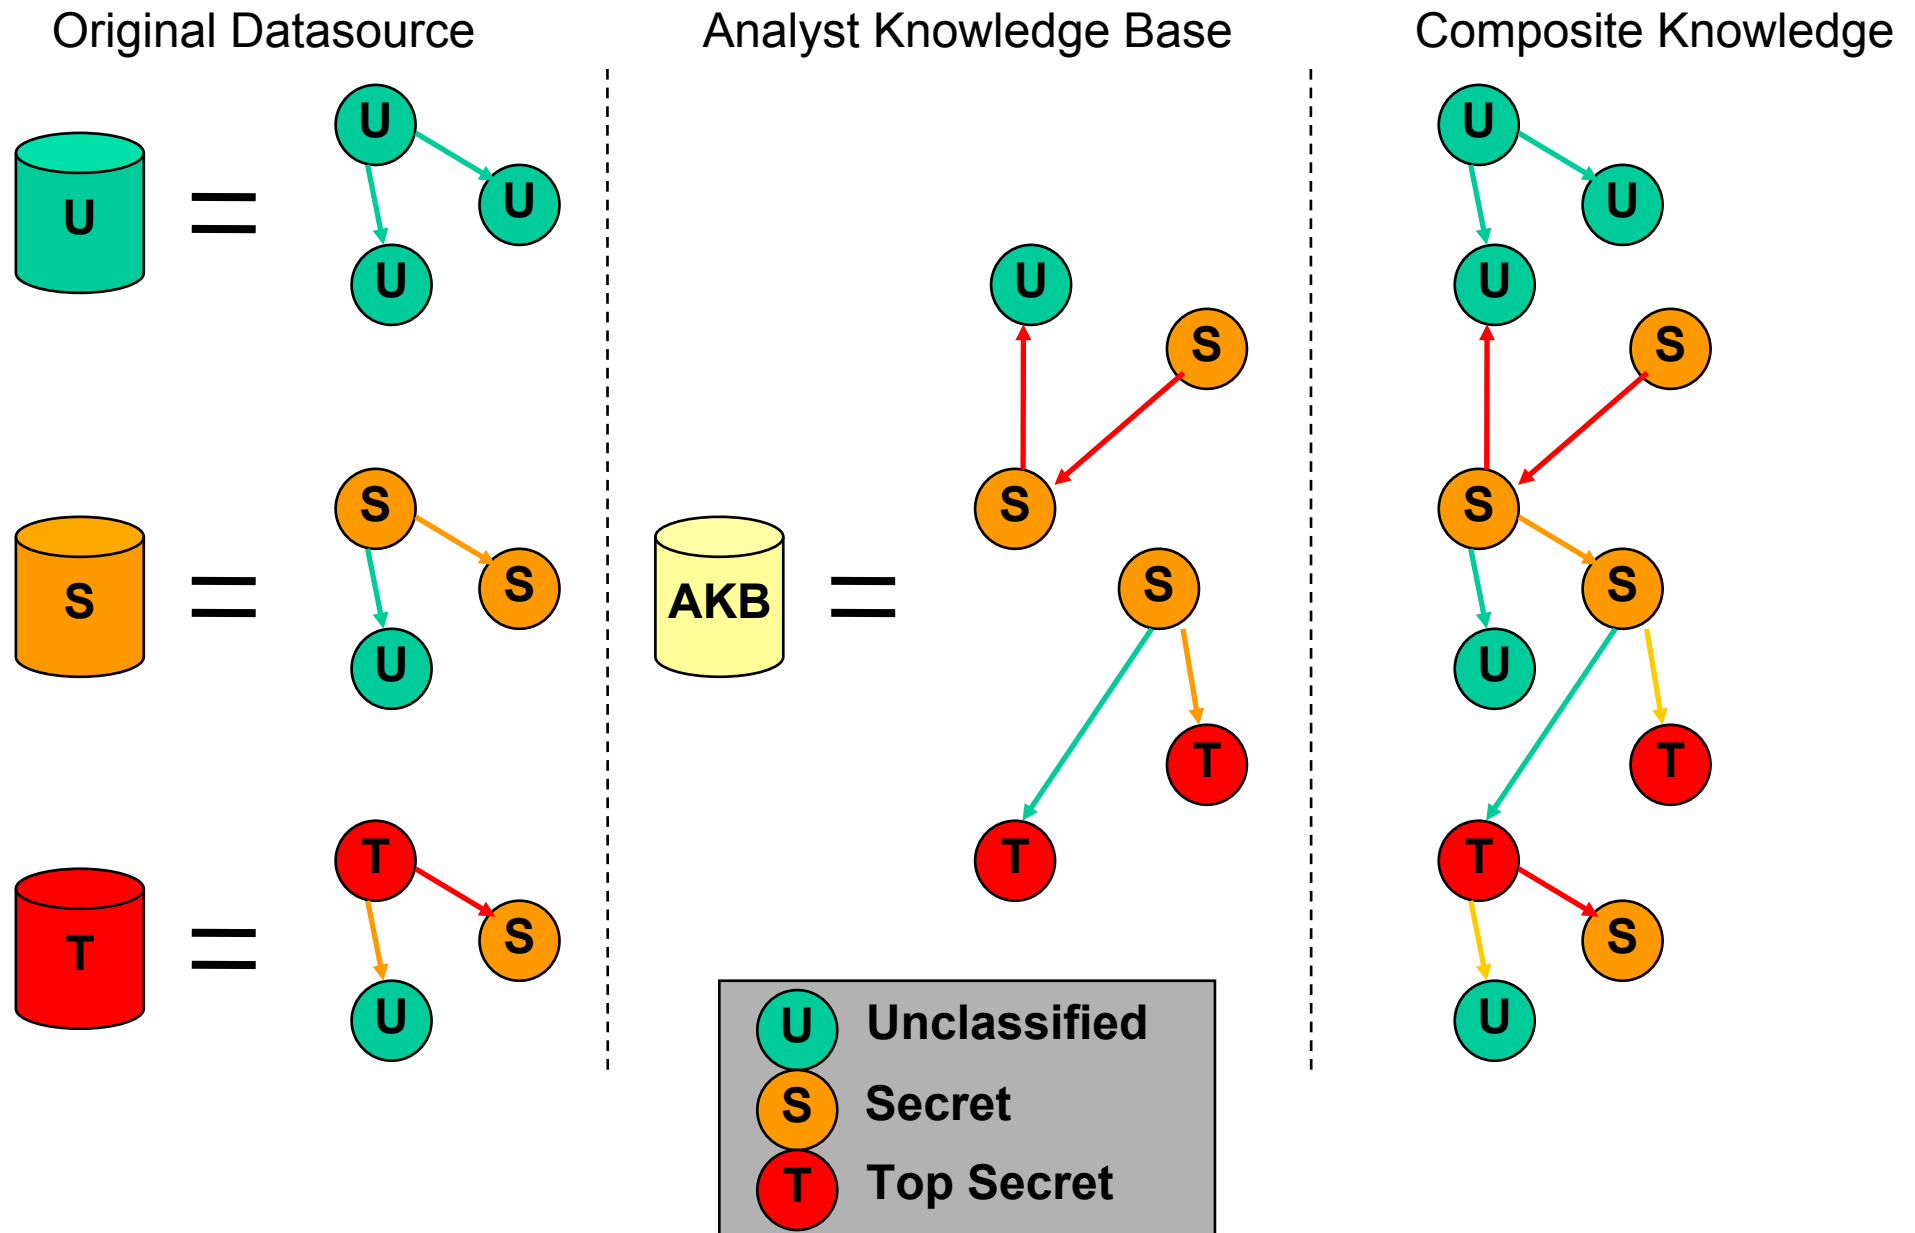 Original Datasource
Analyst Knowledge Base
Composite Knowledge
U
=
U
U
U
S
=
S
S
U
T
=
T
S
U
AKB
=
U
S
S
S
T
T
U
U
U
S
S
S
U
T
T
S
U
U Unclassified
S Secret
T Top Secret